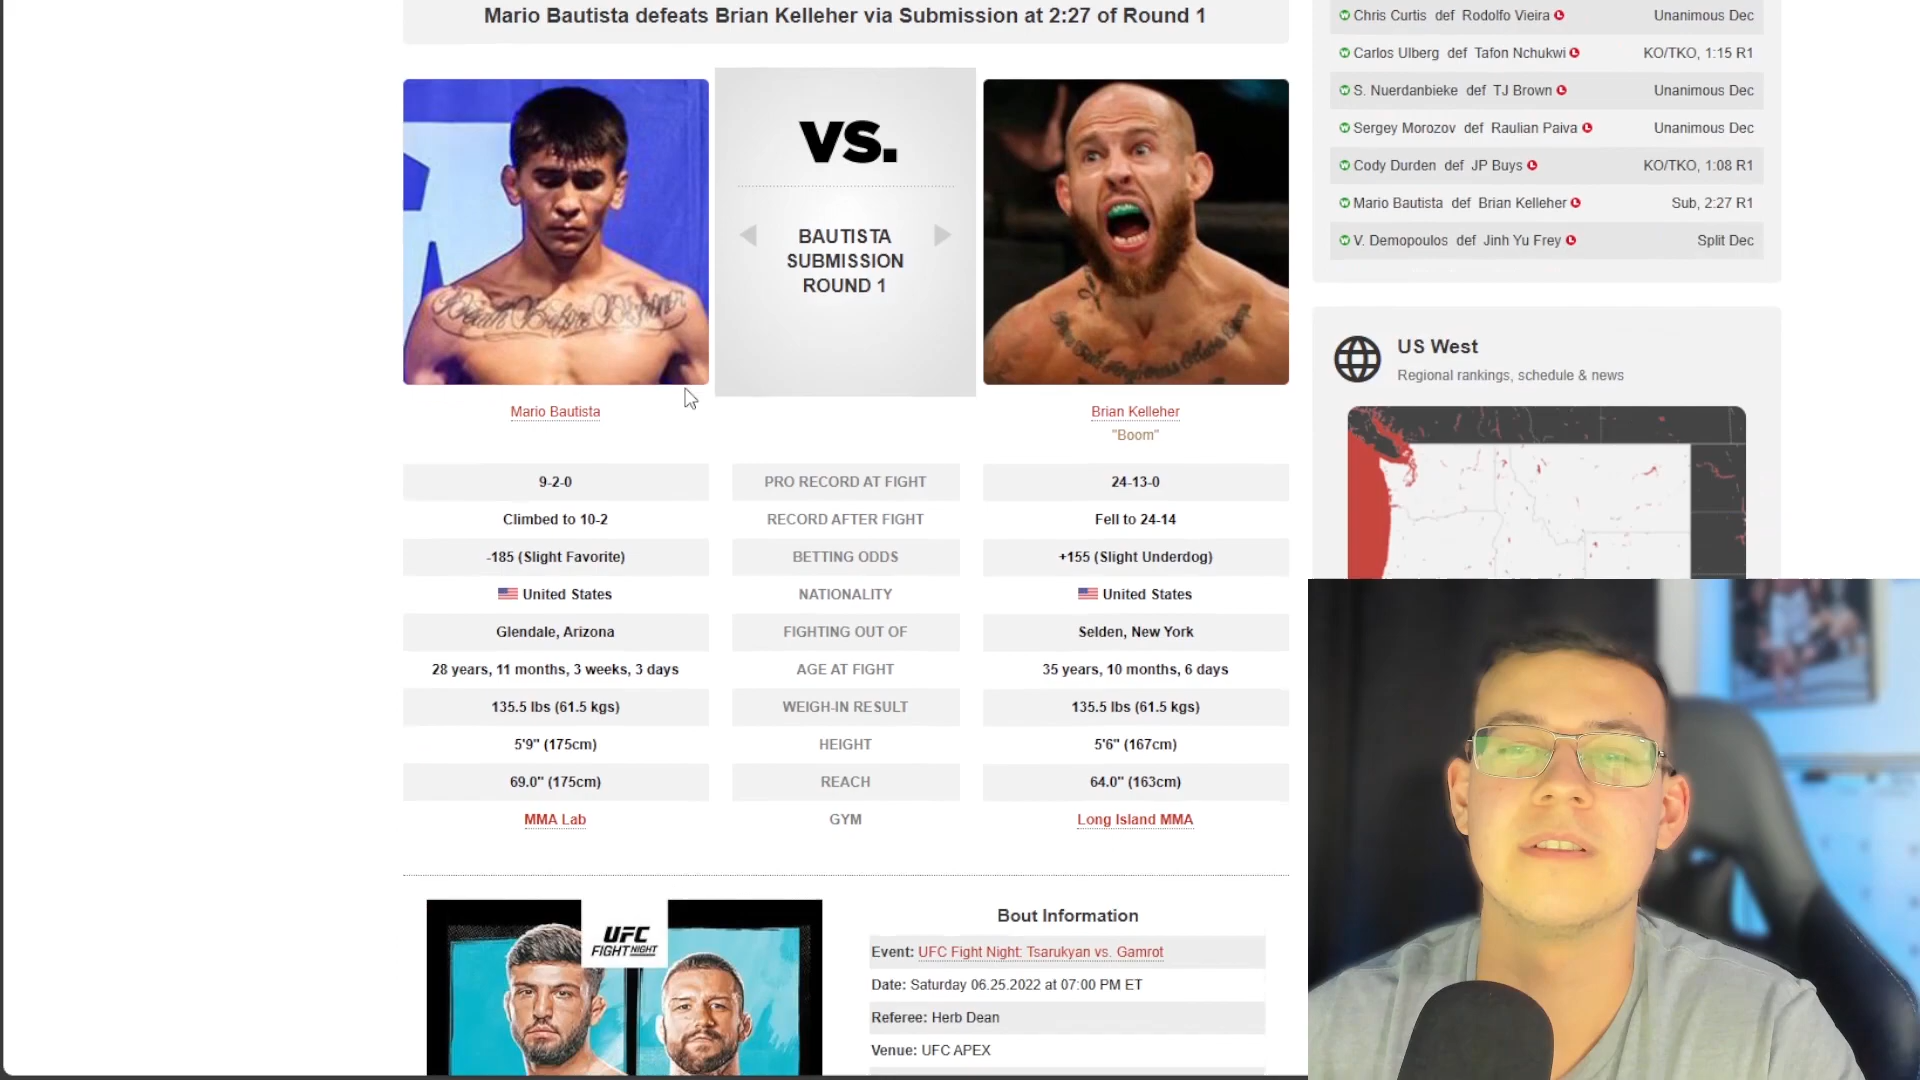 Mario Bautista defeats Brian Kelleher via Submission at 2:27 of Round 1
VS.
BAUTISTA
SUBMISSION
ROUND 1
Mario Bautista
Brian Kelleher
"Boom"
9-2-0 PRO RECORD AT FIGHT 24-13-0
Climbed to 10-2 RECORD AFTER FIGHT Fell to 24-14
-185 (Slight Favorite) BETTING ODDS +155 (Slight Underdog)
United States NATIONALITY United States
Glendale, Arizona FIGHTING OUT OF Selden, New York
28 years, 11 months, 3 weeks, 3 days AGE AT FIGHT 35 years, 10 months, 6 days
135.5 lbs (61.5 kgs) WEIGH-IN RESULT 135.5 lbs (61.5 kgs)
5'9" (175cm) HEIGHT 5'6" (167cm)
69.0" (175cm) REACH 64.0" (163cm)
MMA Lab GYM Long Island MMA
UFC
FIGHT NIGHT
Bout Information
Event: UFC Fight Night: Tsarukyan vs. Gamrot
Date: Saturday 06.25.2022 at 07:00 PM ET
Referee: Herb Dean
Venue: UFC APEX
W Chris Curtis def Rodolfo Vieira L Unanimous Dec
W Carlos Ulberg def Tafon Nchukwi L KO/TKO, 1:15 R1
W S. Nuerdanbieke def TJ Brown L Unanimous Dec
W Sergey Morozov def Raulian Paiva L Unanimous Dec
W Cody Durden def JP Buys L KO/TKO, 1:08 R1
W Mario Bautista def Brian Kelleher L Sub, 2:27 R1
W V. Demopoulos def Jinh Yu Frey L Split Dec
US West
Regional rankings, schedule & news